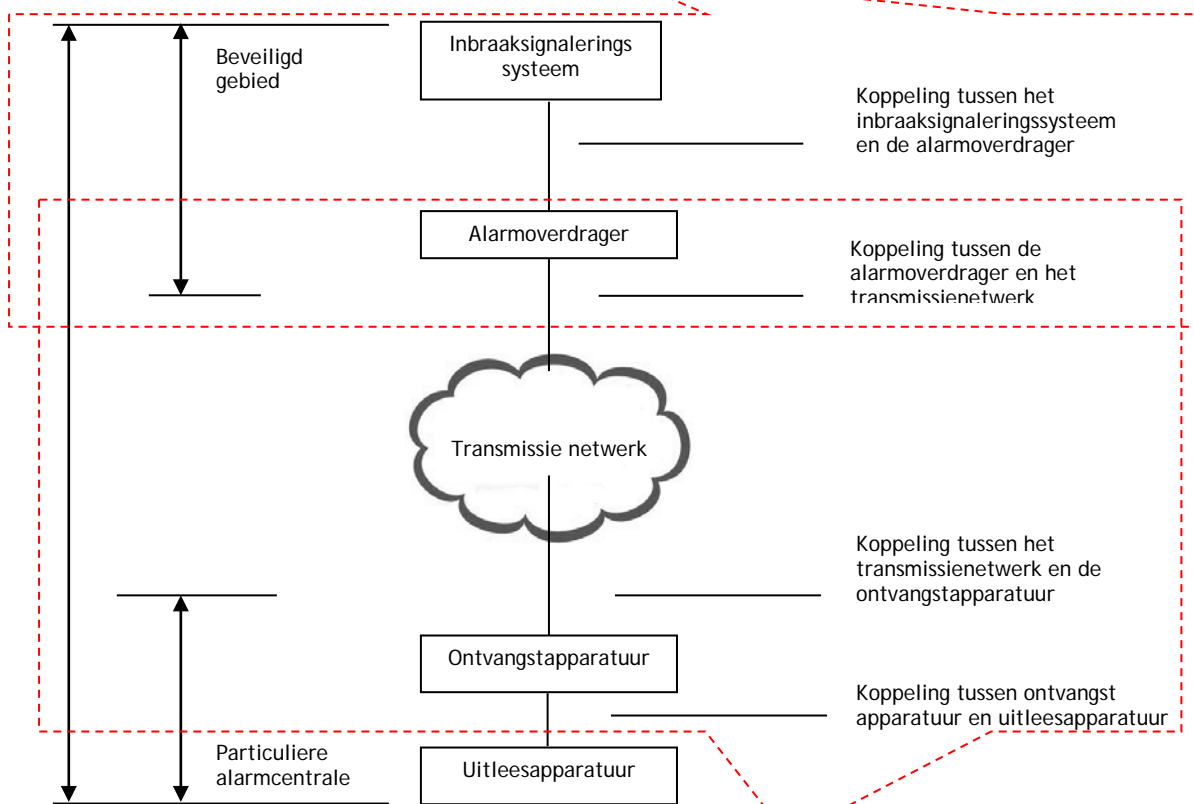 Inbraaksignalerings
systeem
Beveiligd
gebied
Koppeling tussen het
inbraaksignaleringssysteem
en de alarmoverdrager
Alarmoverdrager
Koppeling tussen de
alarmoverdrager en het
transmissienetwerk
Transmissie netwerk
Koppeling tussen het
transmissienetwerk en de
ontvangstapparatuur
Ontvangstapparatuur
Koppeling tussen ontvangst
apparatuur en uitleesapparatuur
Particuliere
alarmcentrale
Uitleesapparatuur